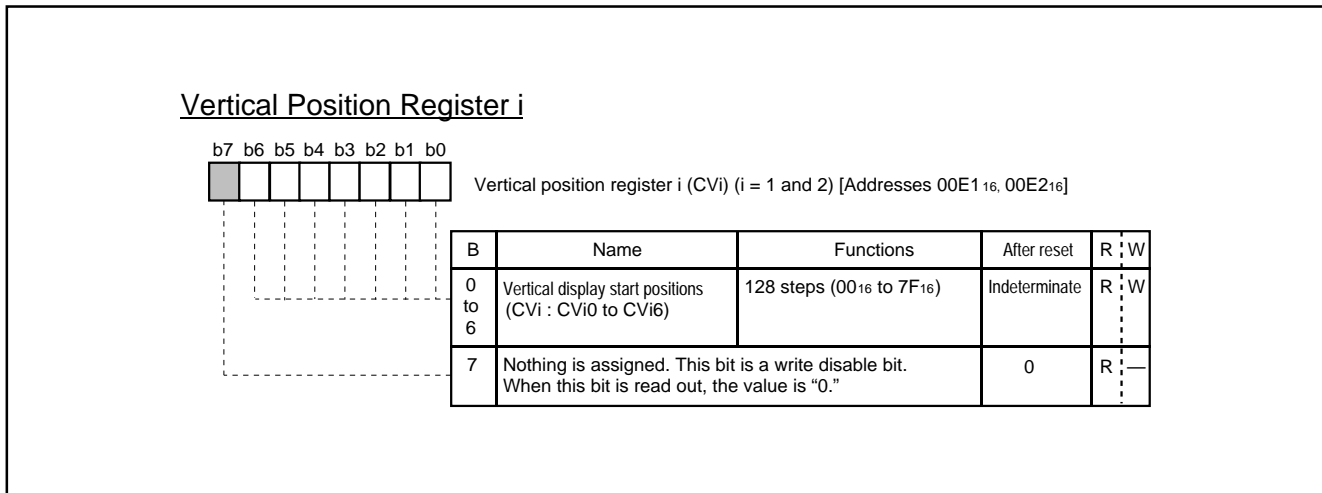 Vertical Position Register i
b7 b6 b5 b4 b3 b2 b1 b0
Vertical position register i (CVi) (i = 1 and 2) [Addresses 00E1 16, 00E216]
B Name Functions After reset R W
0 to 6 Vertical display start positions (CVi : CVi0 to CVi6) 128 steps (0016 to 7F16) Indeterminate R W
7 Nothing is assigned. This bit is a write disable bit. 0 R —
When this bit is read out, the value is “0.”